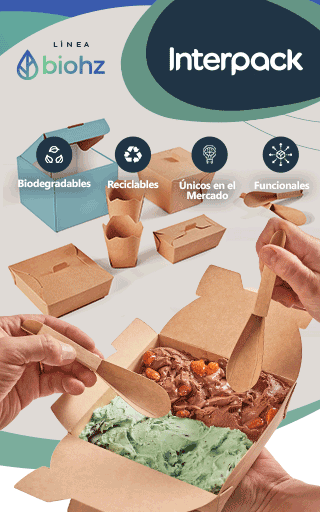 LÍNEA
biohz
Interpack
Biodegradables
Reciclables
Únicos en el
Mercado
Funcionales